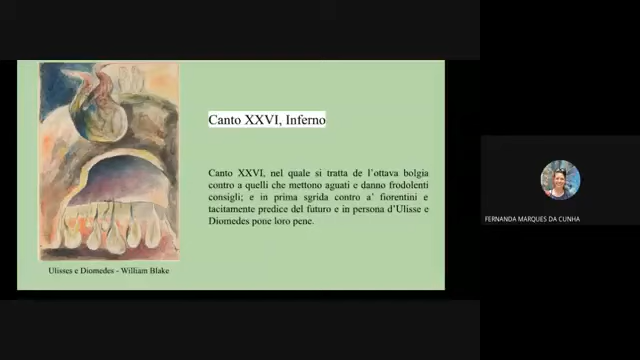 Canto XXVI, Inferno
Canto XXVI, nel quale si tratta de l'ottava bolgia
contro a quelli che mettono aguati e danno frodolenti
consigli; e in prima sgrida contro a' fiorentini e
tacitamente predice del futuro e in persona d'Ulisse e
Diomedes pone loro pene.
Ulisses e Diomedes - William Blake
FERNANDA MARQUES DA CUNHA